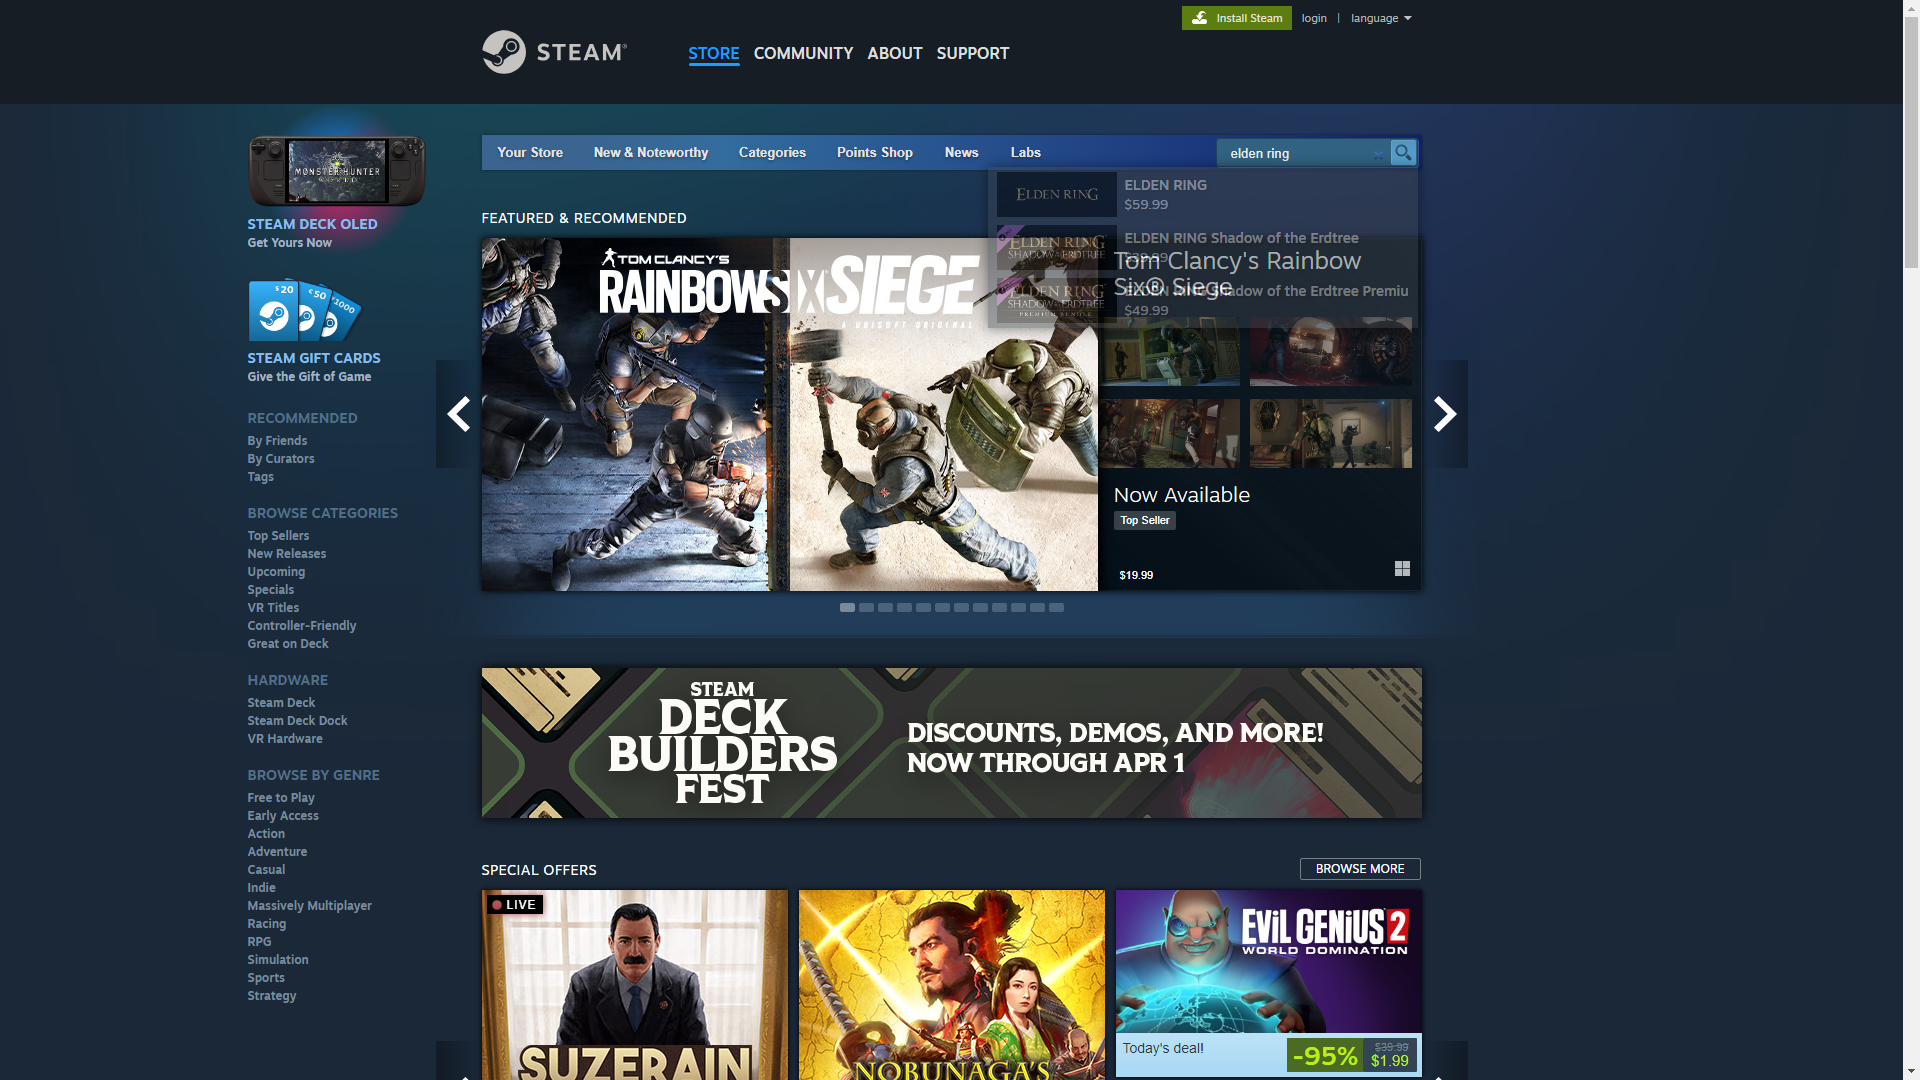 Install Steam
login
|
language
STEAM®
STORE
COMMUNITY
ABOUT
SUPPORT
MONSTER HUNTER
WILDS
STEAM DECK OLED
Get Yours Now
$20
€50
¥1000
STEAM GIFT CARDS
Give the Gift of Game
RECOMMENDED
By Friends
By Curators
Tags
BROWSE CATEGORIES
Top Sellers
New Releases
Upcoming
Specials
VR Titles
Controller-Friendly
Great on Deck
HARDWARE
Steam Deck
Steam Deck Dock
VR Hardware
BROWSE BY GENRE
Free to Play
Early Access
Action
Adventure
Casual
Indie
Massively Multiplayer
Racing
RPG
Simulation
Sports
Strategy
Your Store
New & Noteworthy
Categories
Points Shop
News
Labs
elden ring
ELDEN RING
ELDEN RING
$59.99
ELDEN RING
SHADOW OF THE ERDTREE
ELDEN RING Shadow of the Erdtree
$39.99
ELDEN RING
SHADOW OF THE ERDTREE
PREMIUM BUNDLE
ELDEN RING Shadow of the Erdtree Premiu
$49.99
FEATURED & RECOMMENDED
TOM CLANCY'S
RAINBOW SIX SIEGE
A UBISOFT ORIGINAL
Tom Clancy's Rainbow
Six® Siege
Now Available
Top Seller
$19.99
STEAM
DECK
BUILDERS
FEST
DISCOUNTS, DEMOS, AND MORE!
NOW THROUGH APR 1
SPECIAL OFFERS
BROWSE MORE
LIVE
SUZERAIN
NOBUNAGA'S
EVIL GENIUS 2
WORLD DOMINATION
Today's deal!
-95%
$39.99
$1.99